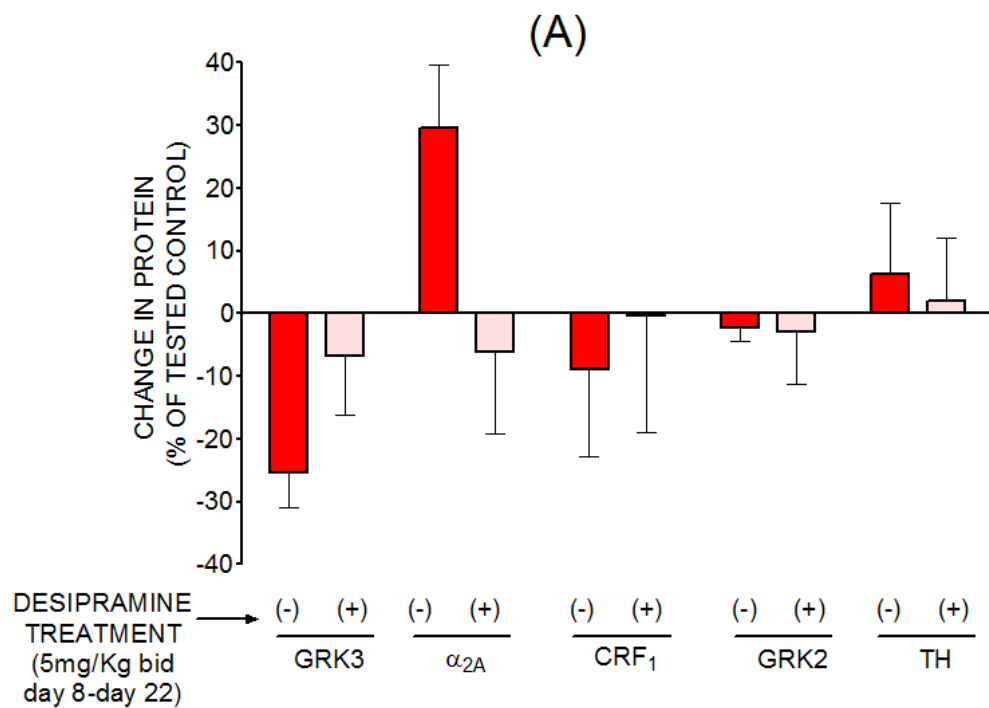 (A)
CHANGE IN PROTEIN
(% OF TESTED CONTROL)
40
30
20
10
0
-10
-20
-30
-40
DESIPRAMINE
TREATMENT
(5mg/Kg bid
day 8-day 22)
(-) (+) (-) (+) (-) (+) (-) (+) (-) (+)
GRK3 α2A CRF1 GRK2 TH